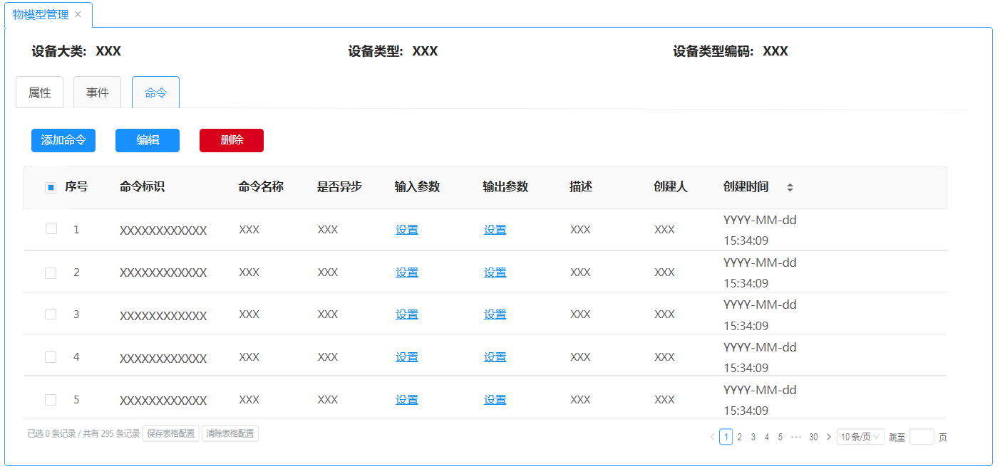 物模型管理
设备大类: XXX 设备类型: XXX 设备类型编码: XXX
属性 事件 命令
添加命令 编辑 删除
序号 命令标识 命令名称 是否异步 输入参数 输出参数 描述 创建人 创建时间
1 XXXXXXXXXXXX XXX XXX 设置 设置 XXX XXX YYYY-MM-dd
15:34:09
2 XXXXXXXXXXXX XXX XXX 设置 设置 XXX XXX YYYY-MM-dd
15:34:09
3 XXXXXXXXXXXX XXX XXX 设置 设置 XXX XXX YYYY-MM-dd
15:34:09
4 XXXXXXXXXXXX XXX XXX 设置 设置 XXX XXX YYYY-MM-dd
15:34:09
5 XXXXXXXXXXXX XXX XXX 设置 设置 XXX XXX YYYY-MM-dd
15:34:09
已选 0 条记录 / 共有 295 条记录 保存表格配置 清除表格配置 1 2 3 4 5 ••• 30 10 条/页 跳至 页